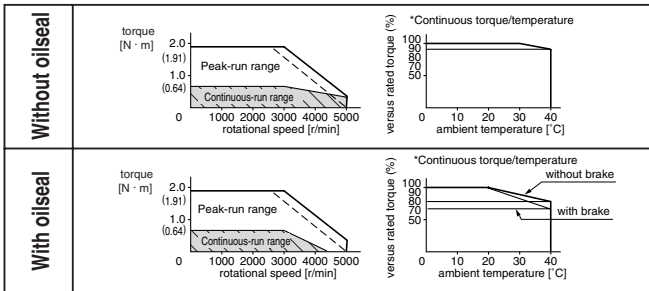 Without oilseal
torque
[N · m]
2.0
(1.91)
1.0
(0.64)
Peak-run range
Continuous-run range
0 1000 2000 3000 4000 5000
rotational speed [r/min]
*Continuous torque/temperature
versus rated torque (%)
100
90
80
70
50
0 10 20 30 40
ambient temperature [˚C]
With oilseal
torque
[N · m]
2.0
(1.91)
1.0
(0.64)
Peak-run range
Continuous-run range
0 1000 2000 3000 4000 5000
rotational speed [r/min]
*Continuous torque/temperature
without brake
versus rated torque (%)
100
90
80
70
50
with brake
0 10 20 30 40
ambient temperature [˚C]